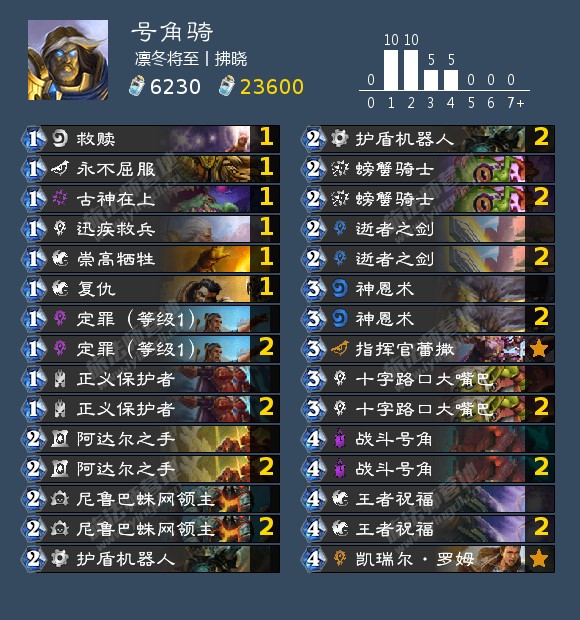 号角骑
凛冬将至丨拂晓
6230 23600
0 10 10 5 5 0 0 0
0 1 2 3 4 5 6 7+
1 救赎 1
1 永不屈服 1
1 古神在上 1
1 迅疾救兵 1
1 崇高牺牲 1
1 复仇 1
1 定罪（等级1）
1 定罪（等级1） 2
1 正义保护者
1 正义保护者 2
2 阿达尔之手
2 阿达尔之手 2
2 尼鲁巴蛛网领主
2 尼鲁巴蛛网领主 2
2 护盾机器人
2 护盾机器人 2
2 螃蟹骑士
2 螃蟹骑士 2
2 逝者之剑
2 逝者之剑 2
3 神恩术
3 神恩术 2
3 指挥官蕾撒
3 十字路口大嘴巴
3 十字路口大嘴巴 2
4 战斗号角
4 战斗号角 2
4 王者祝福
4 王者祝福 2
4 凯瑞尔·罗姆